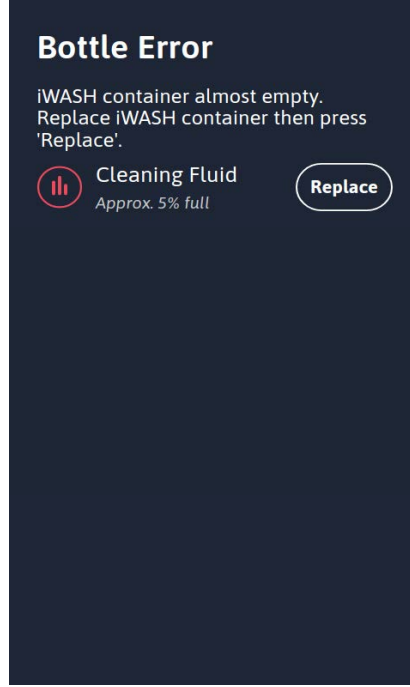 Bottle Error
iWASH container almost empty.
Replace iWASH container then press
'Replace'.
Cleaning Fluid
Replace
Approx. 5% full